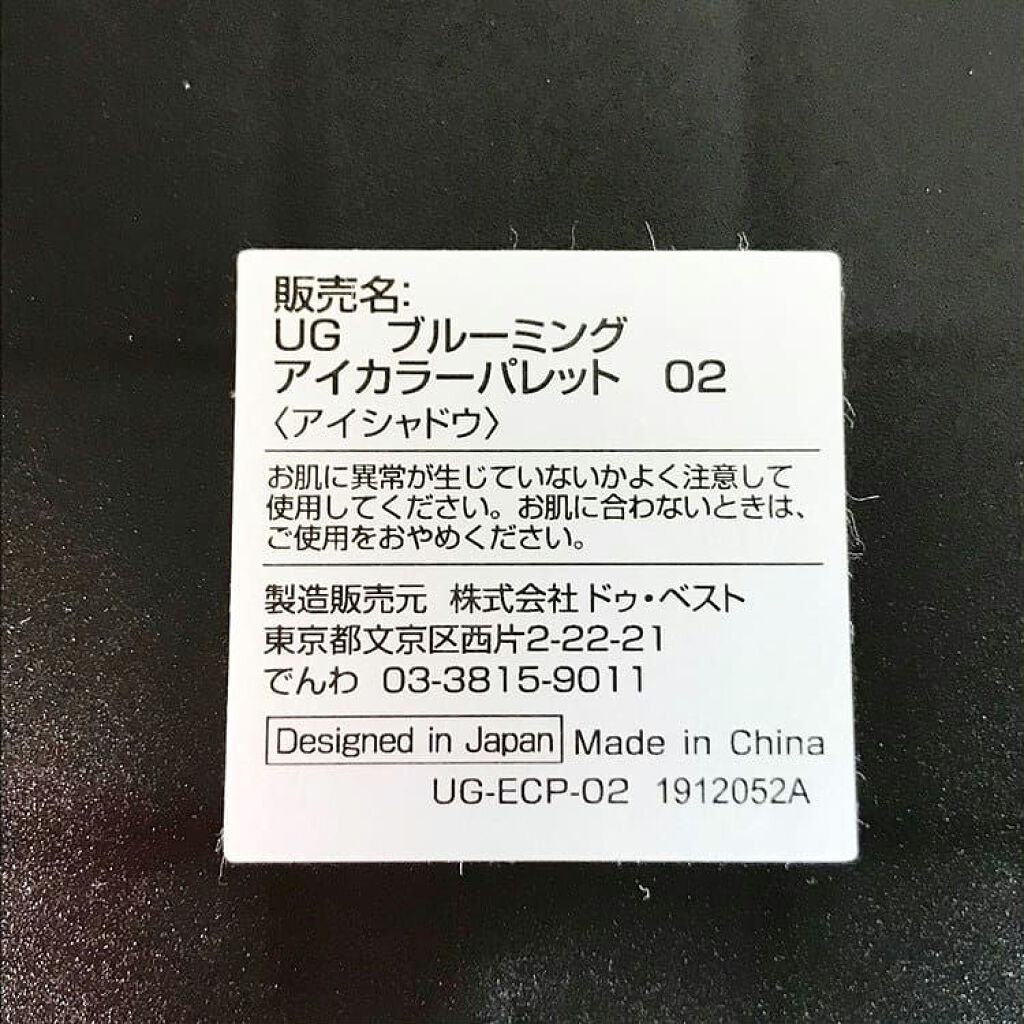 販売名:
UG ブルーミング
アイカラーパレット 02
〈アイシャドウ〉
お肌に異常が生じていないかよく注意して
使用してください。お肌に合わないときは、
ご使用をおやめください。
製造販売元 株式会社ドゥ・ベスト
東京都文京区西片2-22-21
でんわ 03-3815-9011
Designed in Japan Made in China
UG-ECP-02 1912052A